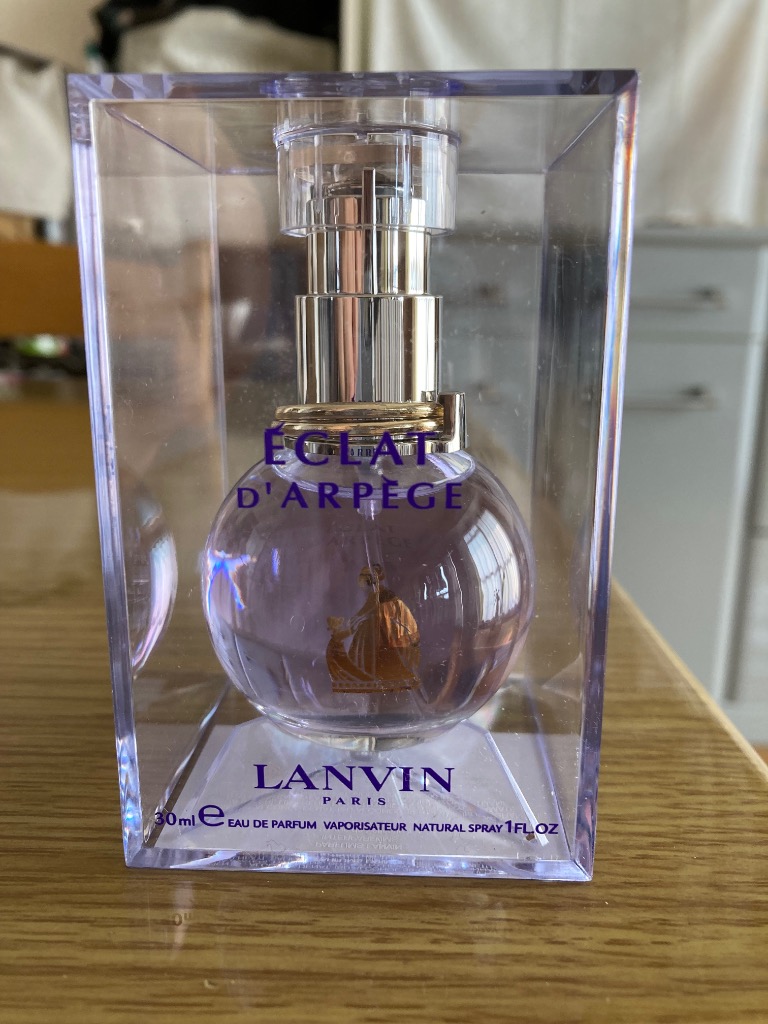 ÉCLAT
D'ARPÈGE
LANVIN
PARIS
30ml e EAU DE PARFUM VAPORISATEUR NATURAL SPRAY 1FL.OZ